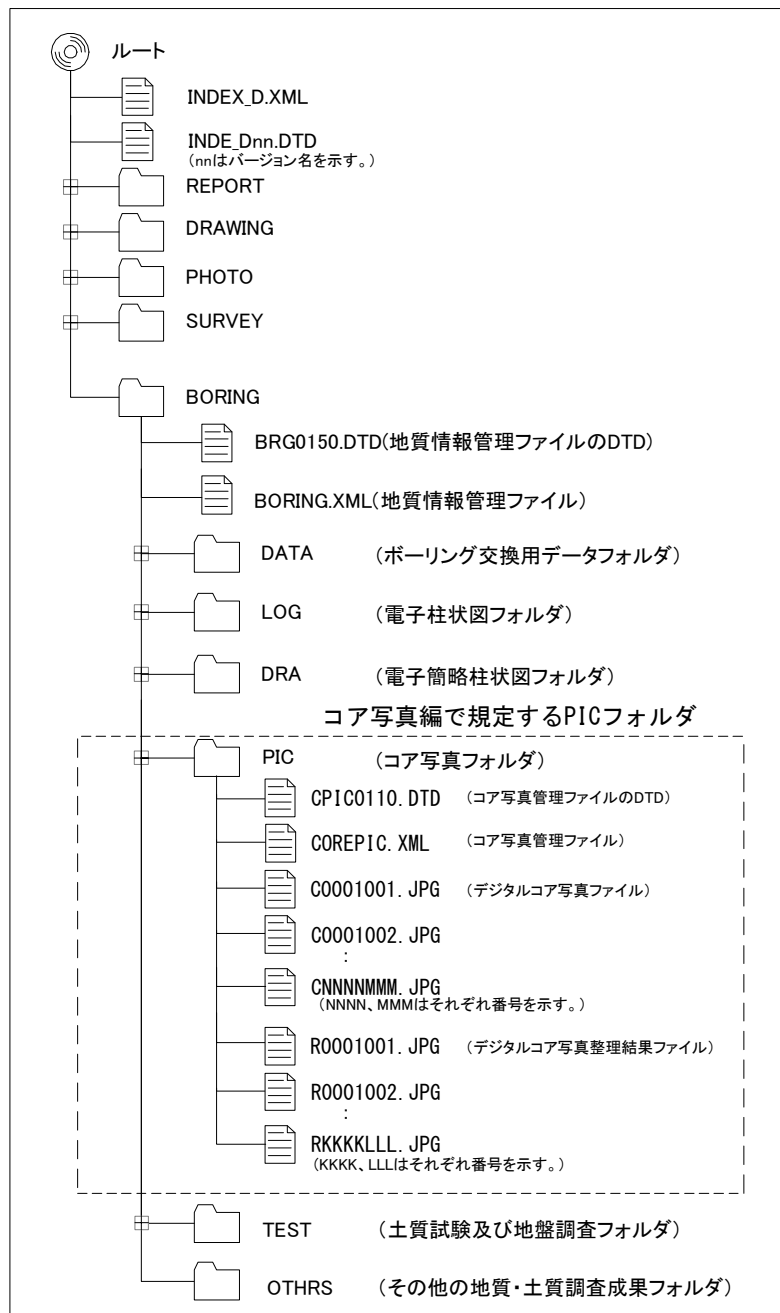 ルート
INDEX_D.XML
INDE_Dnn.DTD
(nnはバージョン名を示す。)
REPORT
DRAWING
PHOTO
SURVEY
BORING
BRG0150.DTD(地質情報管理ファイルのDTD)
BORING.XML(地質情報管理ファイル)
DATA (ボーリング交換用データフォルダ)
LOG (電子柱状図フォルダ)
DRA (電子簡略柱状図フォルダ)
コア写真編で規定するPICフォルダ
PIC (コア写真フォルダ)
CPIC0110.DTD (コア写真管理ファイルのDTD)
COREPIC.XML (コア写真管理ファイル)
C0001001.JPG (デジタルコア写真ファイル)
C0001002.JPG
:
CNNNNMMM.JPG
(NNNN、MMMはそれぞれ番号を示す。)
R0001001.JPG (デジタルコア写真整理結果ファイル)
R0001002.JPG
:
RKKKKLLL.JPG
(KKKK、LLLはそれぞれ番号を示す。)
TEST (土質試験及び地盤調査フォルダ)
OTHRS (その他の地質・土質調査成果フォルダ)